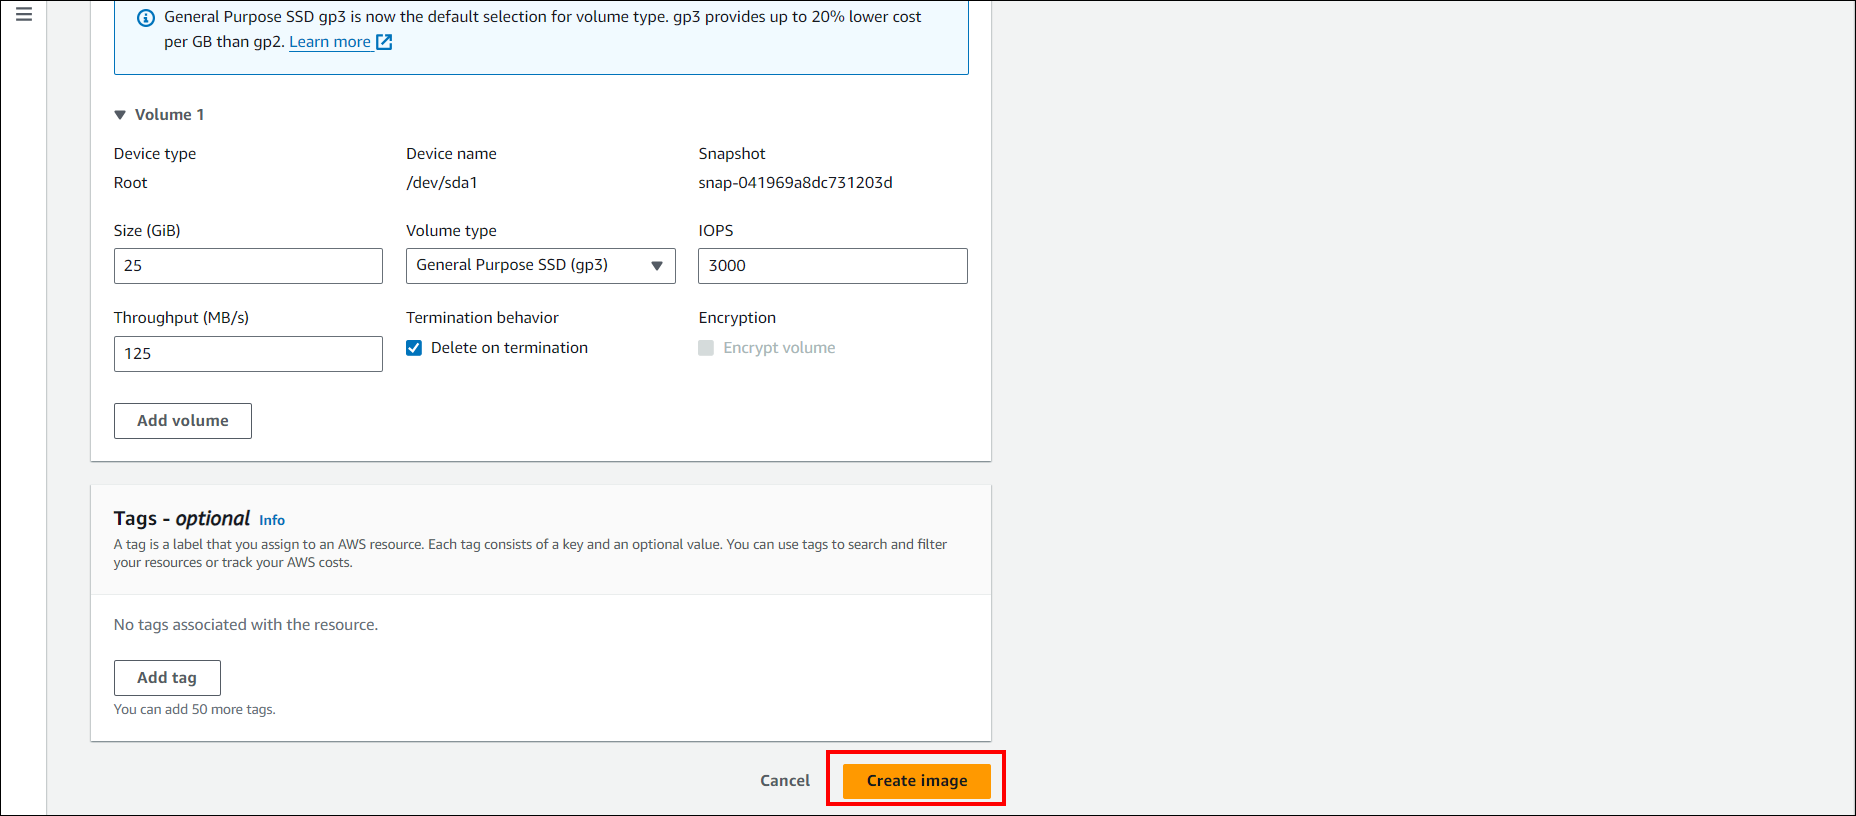 General Purpose SSD gp3 is now the default selection for volume type. gp3 provides up to 20% lower cost
per GB than gp2. Learn more
Volume 1
Device type
Device name
Snapshot
Root
/dev/sda1
snap-041969a8dc731203d
Size (GiB)
Volume type
IOPS
25
General Purpose SSD (gp3)
3000
Throughput (MB/s)
Termination behavior
Encryption
125
Delete on termination
Encrypt volume
Add volume
Tags - optional Info
A tag is a label that you assign to an AWS resource. Each tag consists of a key and an optional value. You can use tags to search and filter
your resources or track your AWS costs.
No tags associated with the resource.
Add tag
You can add 50 more tags.
Cancel
Create image